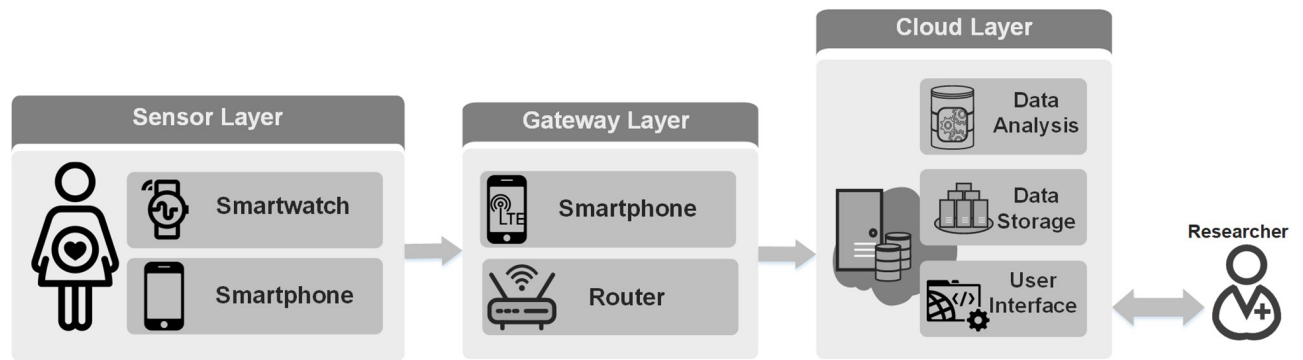 Sensor Layer
Smartwatch
Smartphone
Gateway Layer
LTE
Smartphone
Router
Cloud Layer
Data
Analysis
Data
Storage
</>
User
Interface
Researcher